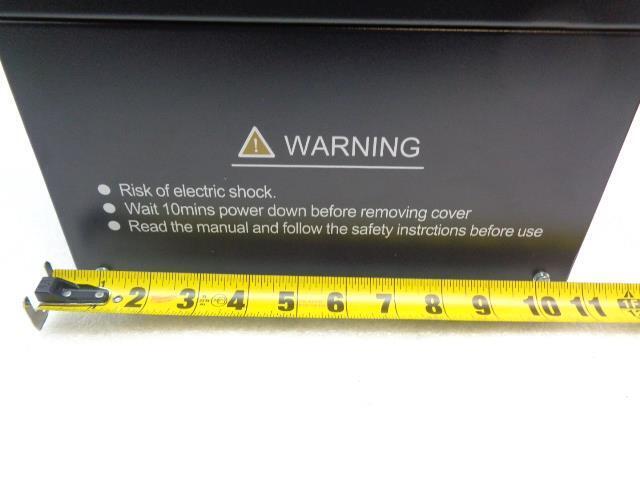 WARNING
● Risk of electric shock.
● Wait 10mins power down before removing cover
● Read the manual and follow the safety instrctions before use
2 3 4 5 6 7 8 9 10 11